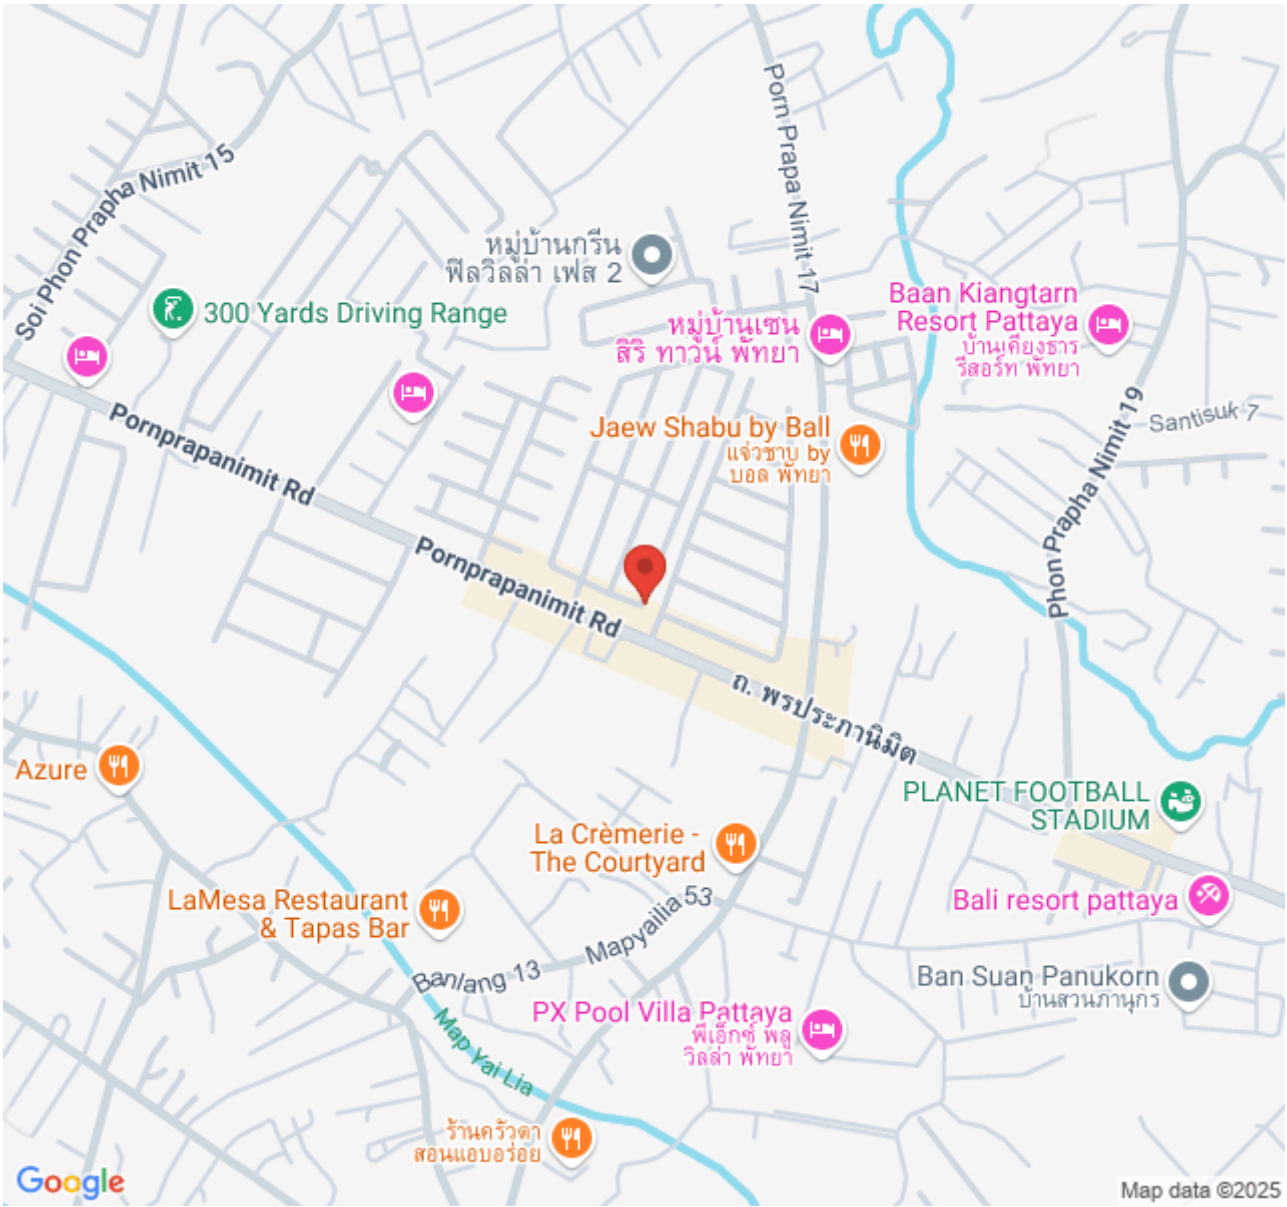 Porn Prapa Nimit 17
Soi Phon Prapha Nimit 15
หมู่บ้านกรีน
ฟิลวิลล่า เฟส 2
300 Yards Driving Range
หมู่บ้านเซน
สิริ ทาวน์ พัทยา
Baan Kiangtarn
Resort Pattaya
บ้านเคียงธาร
รีสอร์ท พัทยา
Pornprapanimit Rd
Jaew Shabu by Ball
แจ่วชาบู by
บอล พัทยา
Santisuk 7
Phon Prapha Nimit 19
Pornprapanimit Rd
ถ. พรประภานิมิต
Azure
PLANET FOOTBALL
STADIUM
La Crèmerie -
The Courtyard
LaMesa Restaurant
& Tapas Bar
Mapyailia 53
Bali resort pattaya
Banlang 13
Ban Suan Panukorn
บ้านสวนภานุกร
PX Pool Villa Pattaya
พีเอ็กซ์ พลู
วิลล่า พัทยา
Map Yai Lia
ร้านครัวตา
สอนแอบอร่อย
Google
Map data ©2025